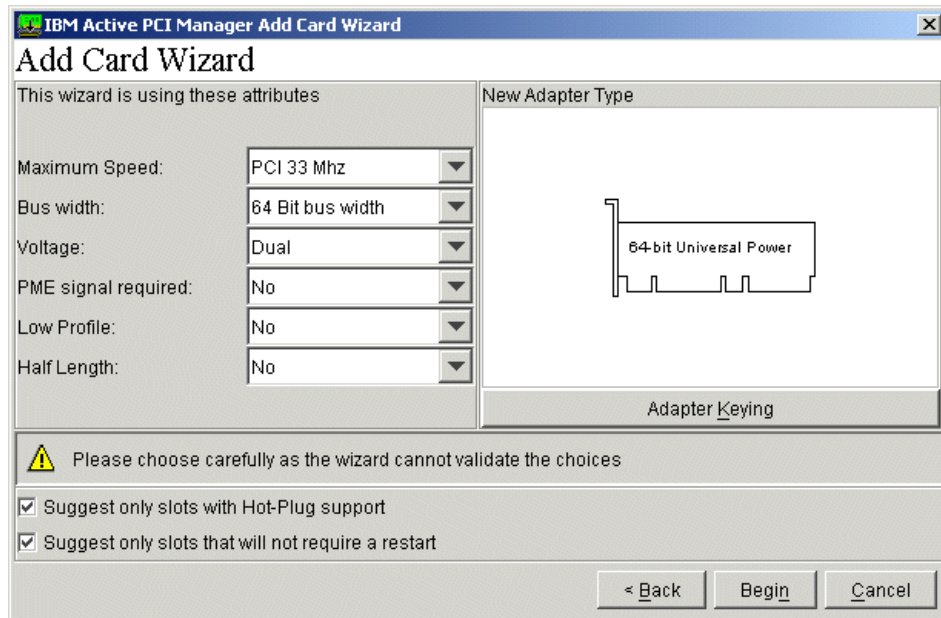 IBM Active PCI Manager Add Card Wizard
Add Card Wizard
This wizard is using these attributes
Maximum Speed: PCI 33 Mhz
Bus width: 64 Bit bus width
Voltage: Dual
PME signal required: No
Low Profile: No
Half Length: No
New Adapter Type
64-bit Universal Power
Adapter Keying
Please choose carefully as the wizard cannot validate the choices
Suggest only slots with Hot-Plug support
Suggest only slots that will not require a restart
< Back Begin Cancel